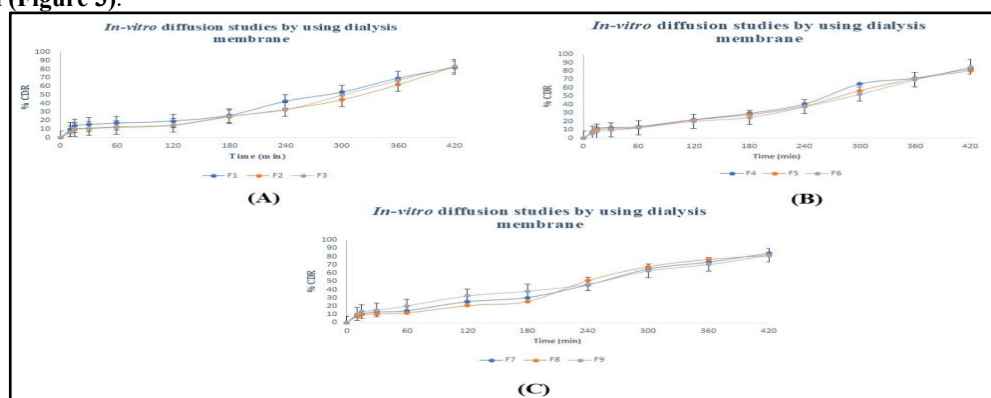 (Figure 3).
In-vitro diffusion studies by using dialysis
membrane
% CDR
100
90
80
70
60
50
40
30
20
10
0
0 60 120 180 240 300 360 420
Time (min)
F1 F2 F3
(A)
In-vitro diffusion studies by using dialysis
membrane
% CDR
100
90
80
70
60
50
40
30
20
10
0
0 60 120 180 240 300 360 420
Time (min)
F4 F5 F6
(B)
In-vitro diffusion studies by using dialysis
membrane
% CDR
100
90
80
70
60
50
40
30
20
10
0
0 60 120 180 240 300 360 420
Time (min)
F7 F8 F9
(C)